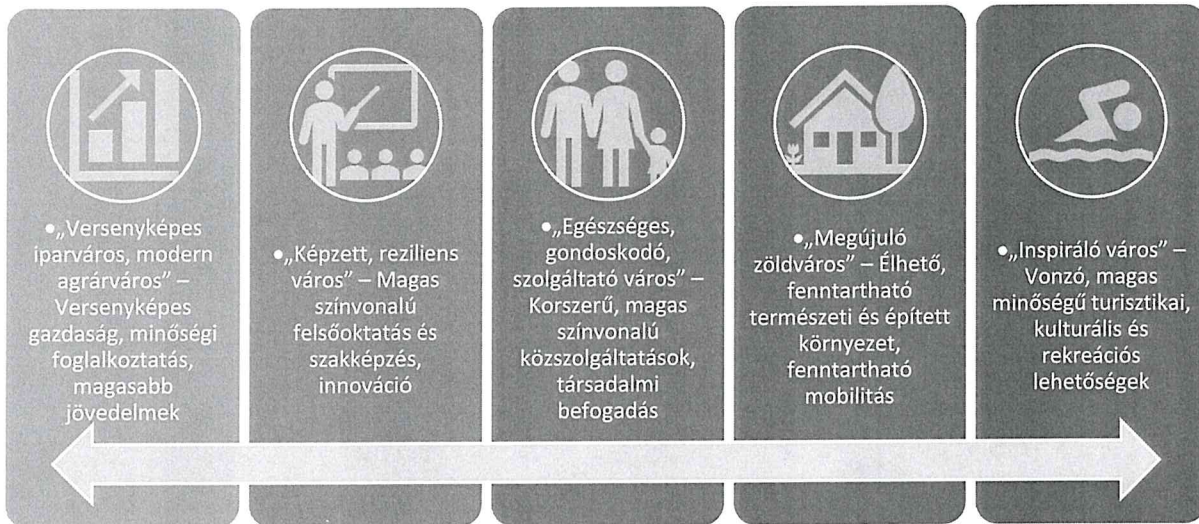 •„Versenyképes
iparváros, modern
agrárváros” –
Versenyképes
gazdaság, minőségi
foglalkoztatás,
magasabb
jövedelmek
•„Képzett, reziliens
város” – Magas
színvonalú
felsőoktatás és
szakképzés,
innováció
•„Egészséges,
gondoskodó,
szolgáltató város” –
Korszerű, magas
színvonalú
közszolgáltatások,
társadalmi
befogadás
•„Megújuló
zöldváros” – Élhető,
fenntartható
természeti és épített
környezet,
fenntartható
mobilitás
•„Inspiráló város” –
Vonzó, magas
minőségű turisztikai,
kulturális és
rekreációs
lehetőségek